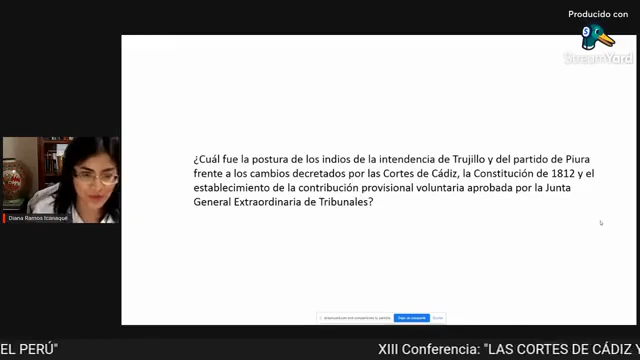 Producido con
StreamYard
¿Cuál fue la postura de los indios de la intendencia de Trujillo y del partido de Piura
frente a los cambios decretados por las Cortes de Cádiz, la Constitución de 1812 y el
establecimiento de la contribución provisional voluntaria aprobada por la Junta
General Extraordinaria de Tribunales?
Diana Ramos Icanaqué
EL PERÚ" XIII Conferencia: "LAS CORTES DE CÁDIZ Y